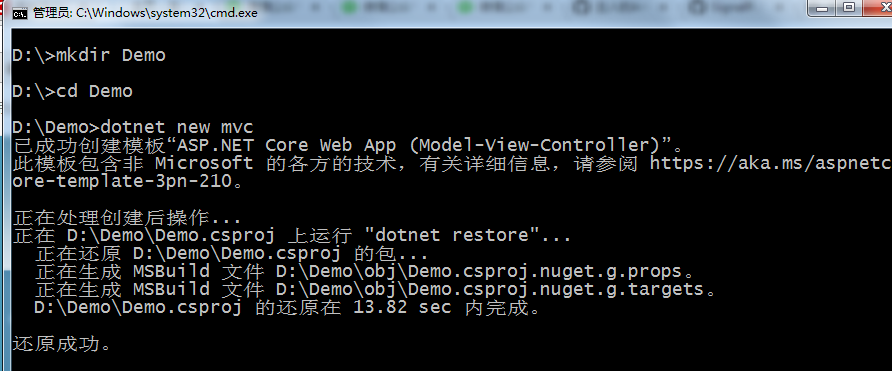 管理员: C:\Windows\system32\cmd.exe
D:\>mkdir Demo
D:\>cd Demo
D:\Demo>dotnet new mvc
已成功创建模板“ASP.NET Core Web App (Model-View-Controller)”。
此模板包含非 Microsoft 的各方的技术，有关详细信息，请参阅 https://aka.ms/aspnetc
ore-template-3pn-210。
正在处理创建后操作...
正在 D:\Demo\Demo.csproj 上运行 "dotnet restore"...
正在还原 D:\Demo\Demo.csproj 的包...
正在生成 MSBuild 文件 D:\Demo\obj\Demo.csproj.nuget.g.props。
正在生成 MSBuild 文件 D:\Demo\obj\Demo.csproj.nuget.g.targets。
D:\Demo\Demo.csproj 的还原在 13.82 sec 内完成。
还原成功。